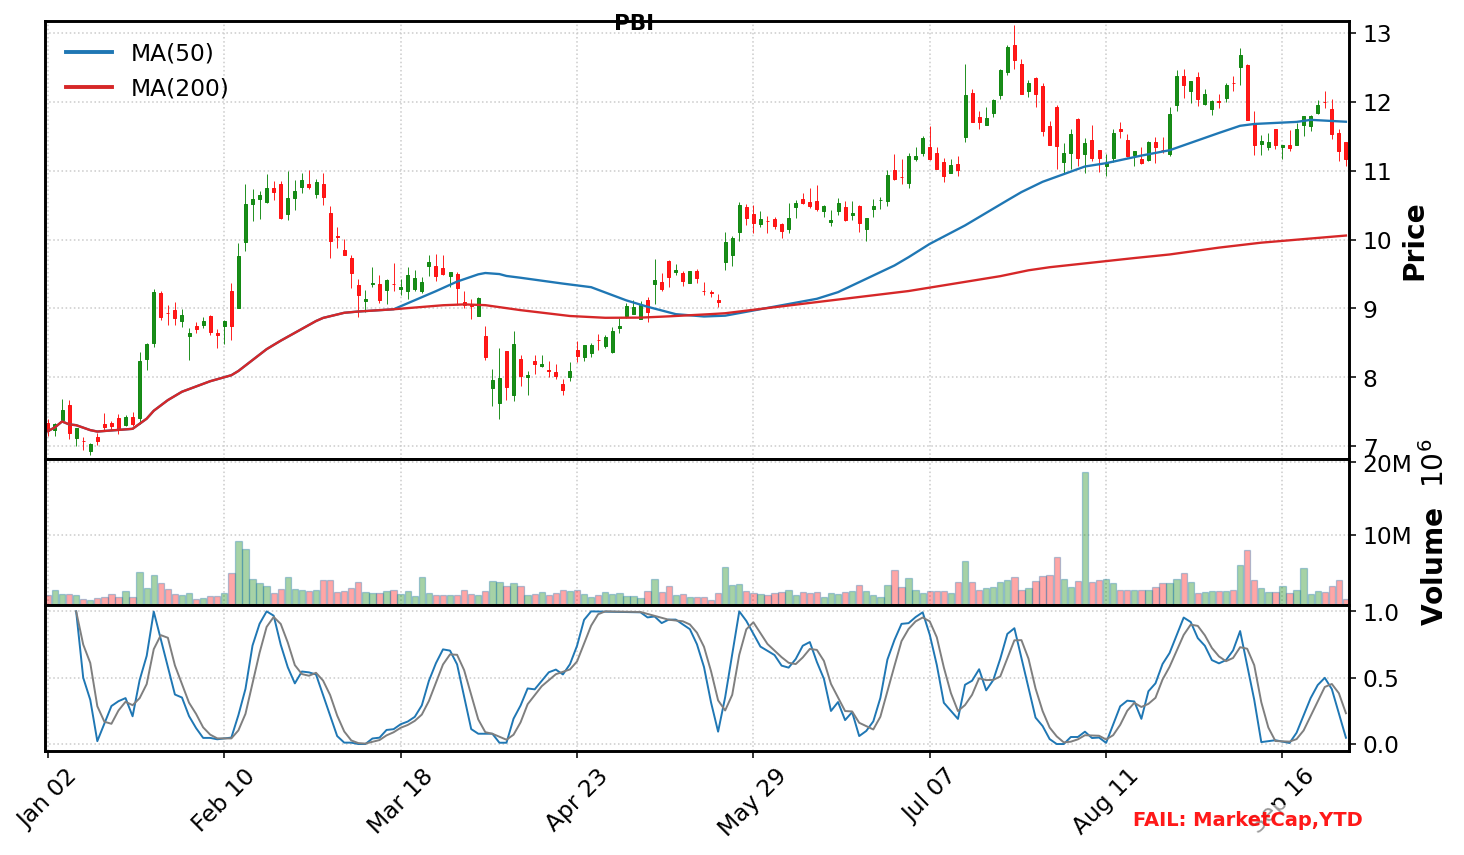 PBI
MA(50)
MA(200)
13
12
11
10
9
8
7
Price
20M
10M
Volume 10^6
1.0
0.5
0.0
Jan 02
Feb 10
Mar 18
Apr 23
May 29
Jul 07
Aug 11
Sep 16
FAIL: MarketCap,YTD